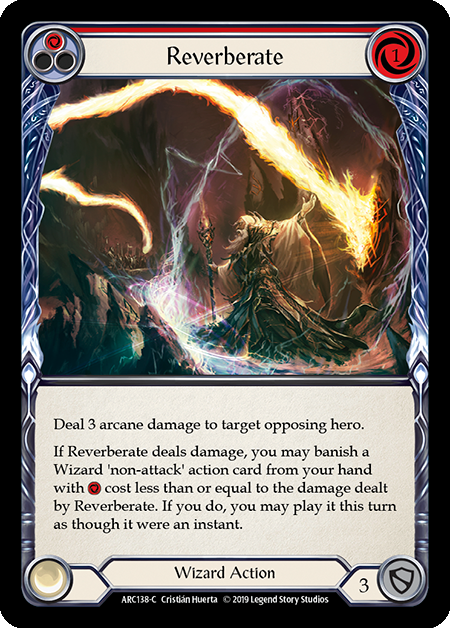 Reverberate
1
Deal 3 arcane damage to target opposing hero.
If Reverberate deals damage, you may banish a
Wizard 'non-attack' action card from your hand
with cost less than or equal to the damage dealt
by Reverberate. If you do, you may play it this turn
as though it were an instant.
Wizard Action
3
ARC138-C Cristián Huerta © 2019 Legend Story Studios